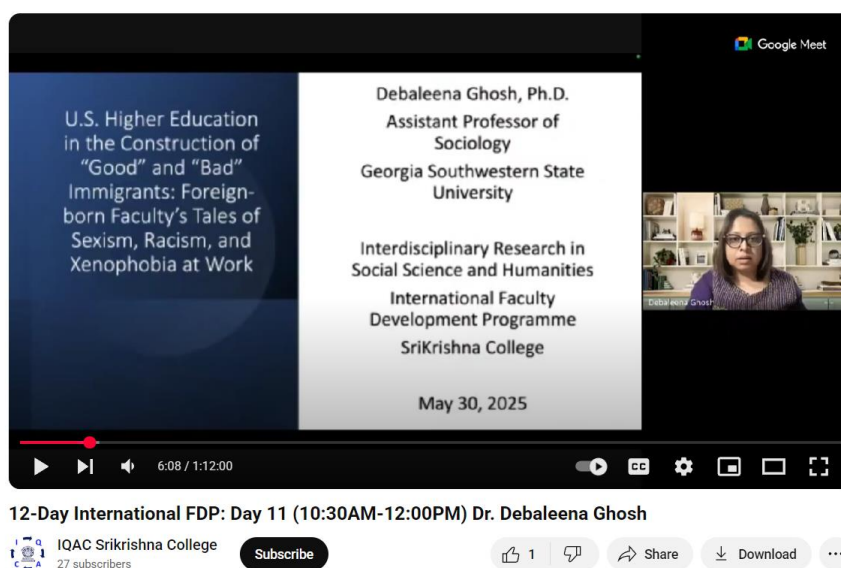 Google Meet
U.S. Higher Education
in the Construction of
“Good” and “Bad”
Immigrants: Foreign-
born Faculty’s Tales of
Sexism, Racism, and
Xenophobia at Work
Debaleena Ghosh, Ph.D.
Assistant Professor of
Sociology
Georgia Southwestern State
University
Interdisciplinary Research in
Social Science and Humanities
International Faculty
Development Programme
SriKrishna College
May 30, 2025
Debaleena Ghosh
6:08 / 1:12:00
CC
12-Day International FDP: Day 11 (10:30AM-12:00PM) Dr. Debaleena Ghosh
I Q A C
IQAC Srikrishna College
27 subscribers
Subscribe
1
Share
Download